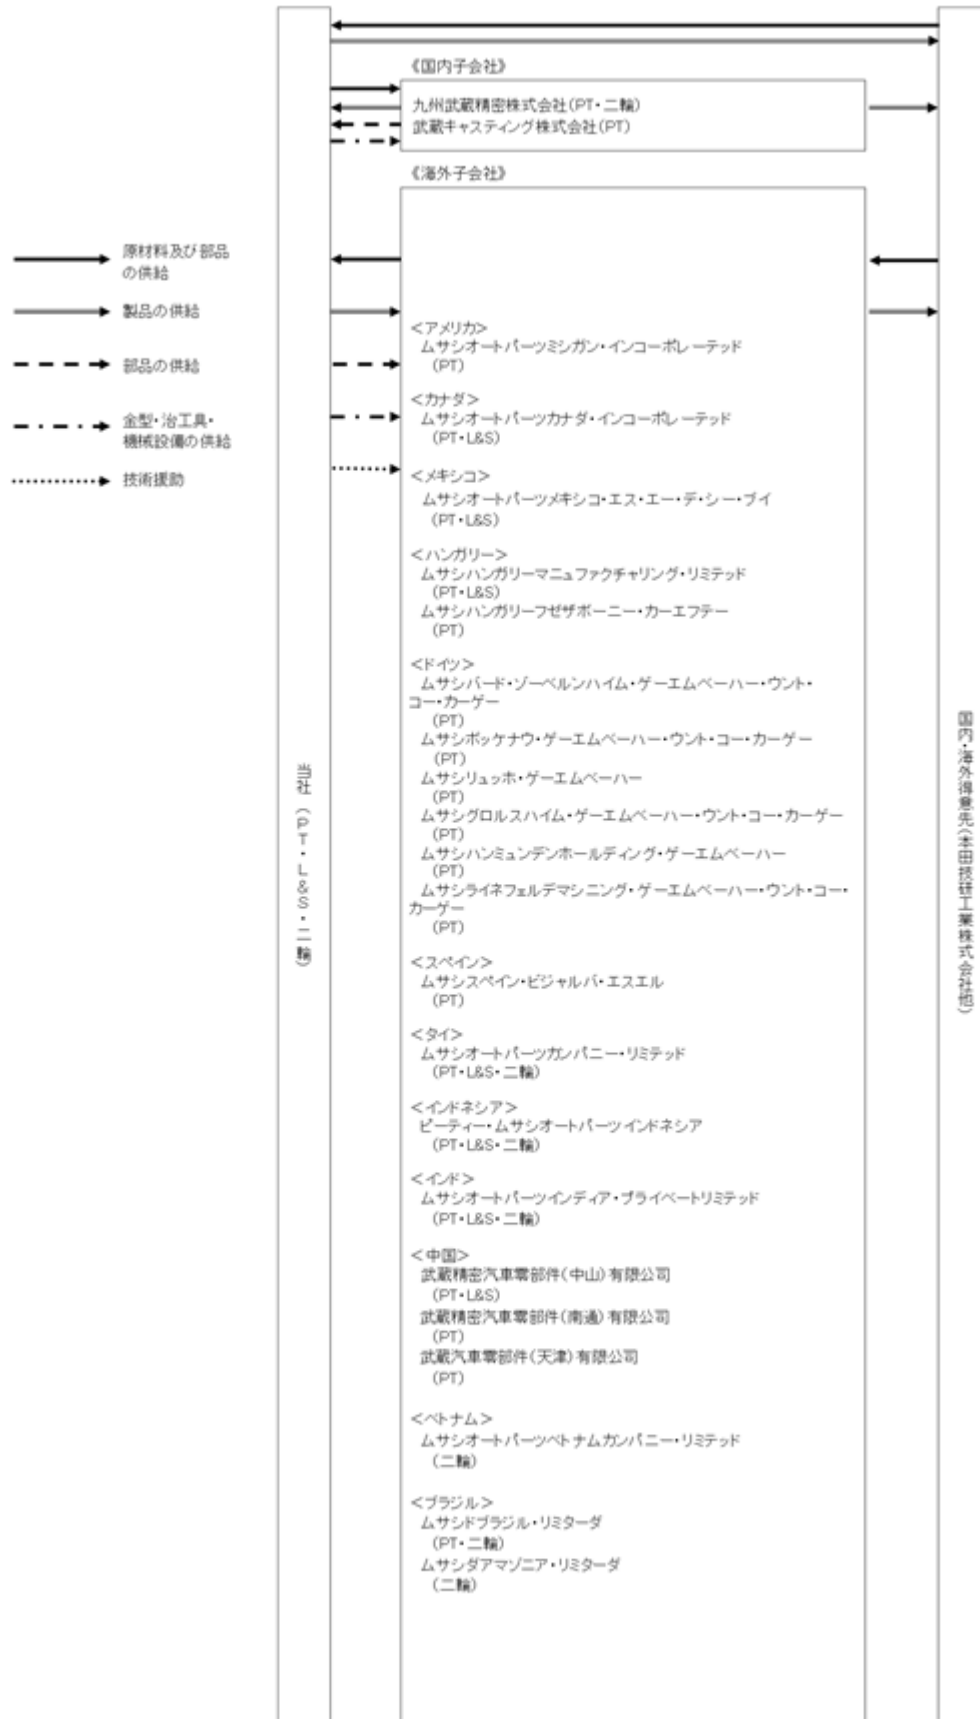 《国内子会社》
九州武蔵精密株式会社(PT・二輪)
武蔵キャスティング株式会社(PT)
《海外子会社》
原材料及び部品
の供給
製品の供給
部品の供給
金型・治工具・
機械設備の供給
技術援助
当社（PT・L&S・二輪）
<アメリカ>
ムサシオートパーツミシガン・インコーポレーテッド
(PT)
<カナダ>
ムサシオートパーツカナダ・インコーポレーテッド
(PT・L&S)
<メキシコ>
ムサシオートパーツメキシコ・エス・エー・デ・シー・ブイ
(PT・L&S)
<ハンガリー>
ムサシハンガリーマニュファクチャリング・リミテッド
(PT・L&S)
ムサシハンガリーフゼザボーニー・カーエフテー
(PT)
<ドイツ>
ムサシバード・ゾーベルンハイム・ゲーエムベーハー・ウント・
コー・カーゲー
(PT)
ムサシボッケナウ・ゲーエムベーハー・ウント・コー・カーゲー
(PT)
ムサシリュッホ・ゲーエムベーハー
(PT)
ムサシグロルスハイム・ゲーエムベーハー・ウント・コー・カーゲー
(PT)
ムサシハンミュンデンホールディング・ゲーエムベーハー
(PT)
ムサシライネフェルデマシニング・ゲーエムベーハー・ウント・コー・
カーゲー
(PT)
<スペイン>
ムサシスペイン・ビジャルバ・エスエル
(PT)
<タイ>
ムサシオートパーツカンパニー・リミテッド
(PT・L&S・二輪)
<インドネシア>
ピーティー・ムサシオートパーツインドネシア
(PT・L&S・二輪)
<インド>
ムサシオートパーツインディア・プライベートリミテッド
(PT・L&S・二輪)
<中国>
武蔵精密汽車零部件(中山)有限公司
(PT・L&S)
武蔵精密汽車零部件(南通)有限公司
(PT)
武蔵汽車零部件(天津)有限公司
(PT)
<ベトナム>
ムサシオートパーツベトナムカンパニー・リミテッド
(二輪)
<ブラジル>
ムサシドブラジル・リミターダ
(PT・二輪)
ムサシダアマゾニア・リミターダ
(二輪)
国内・海外得意先(本田技研工業株式会社他)